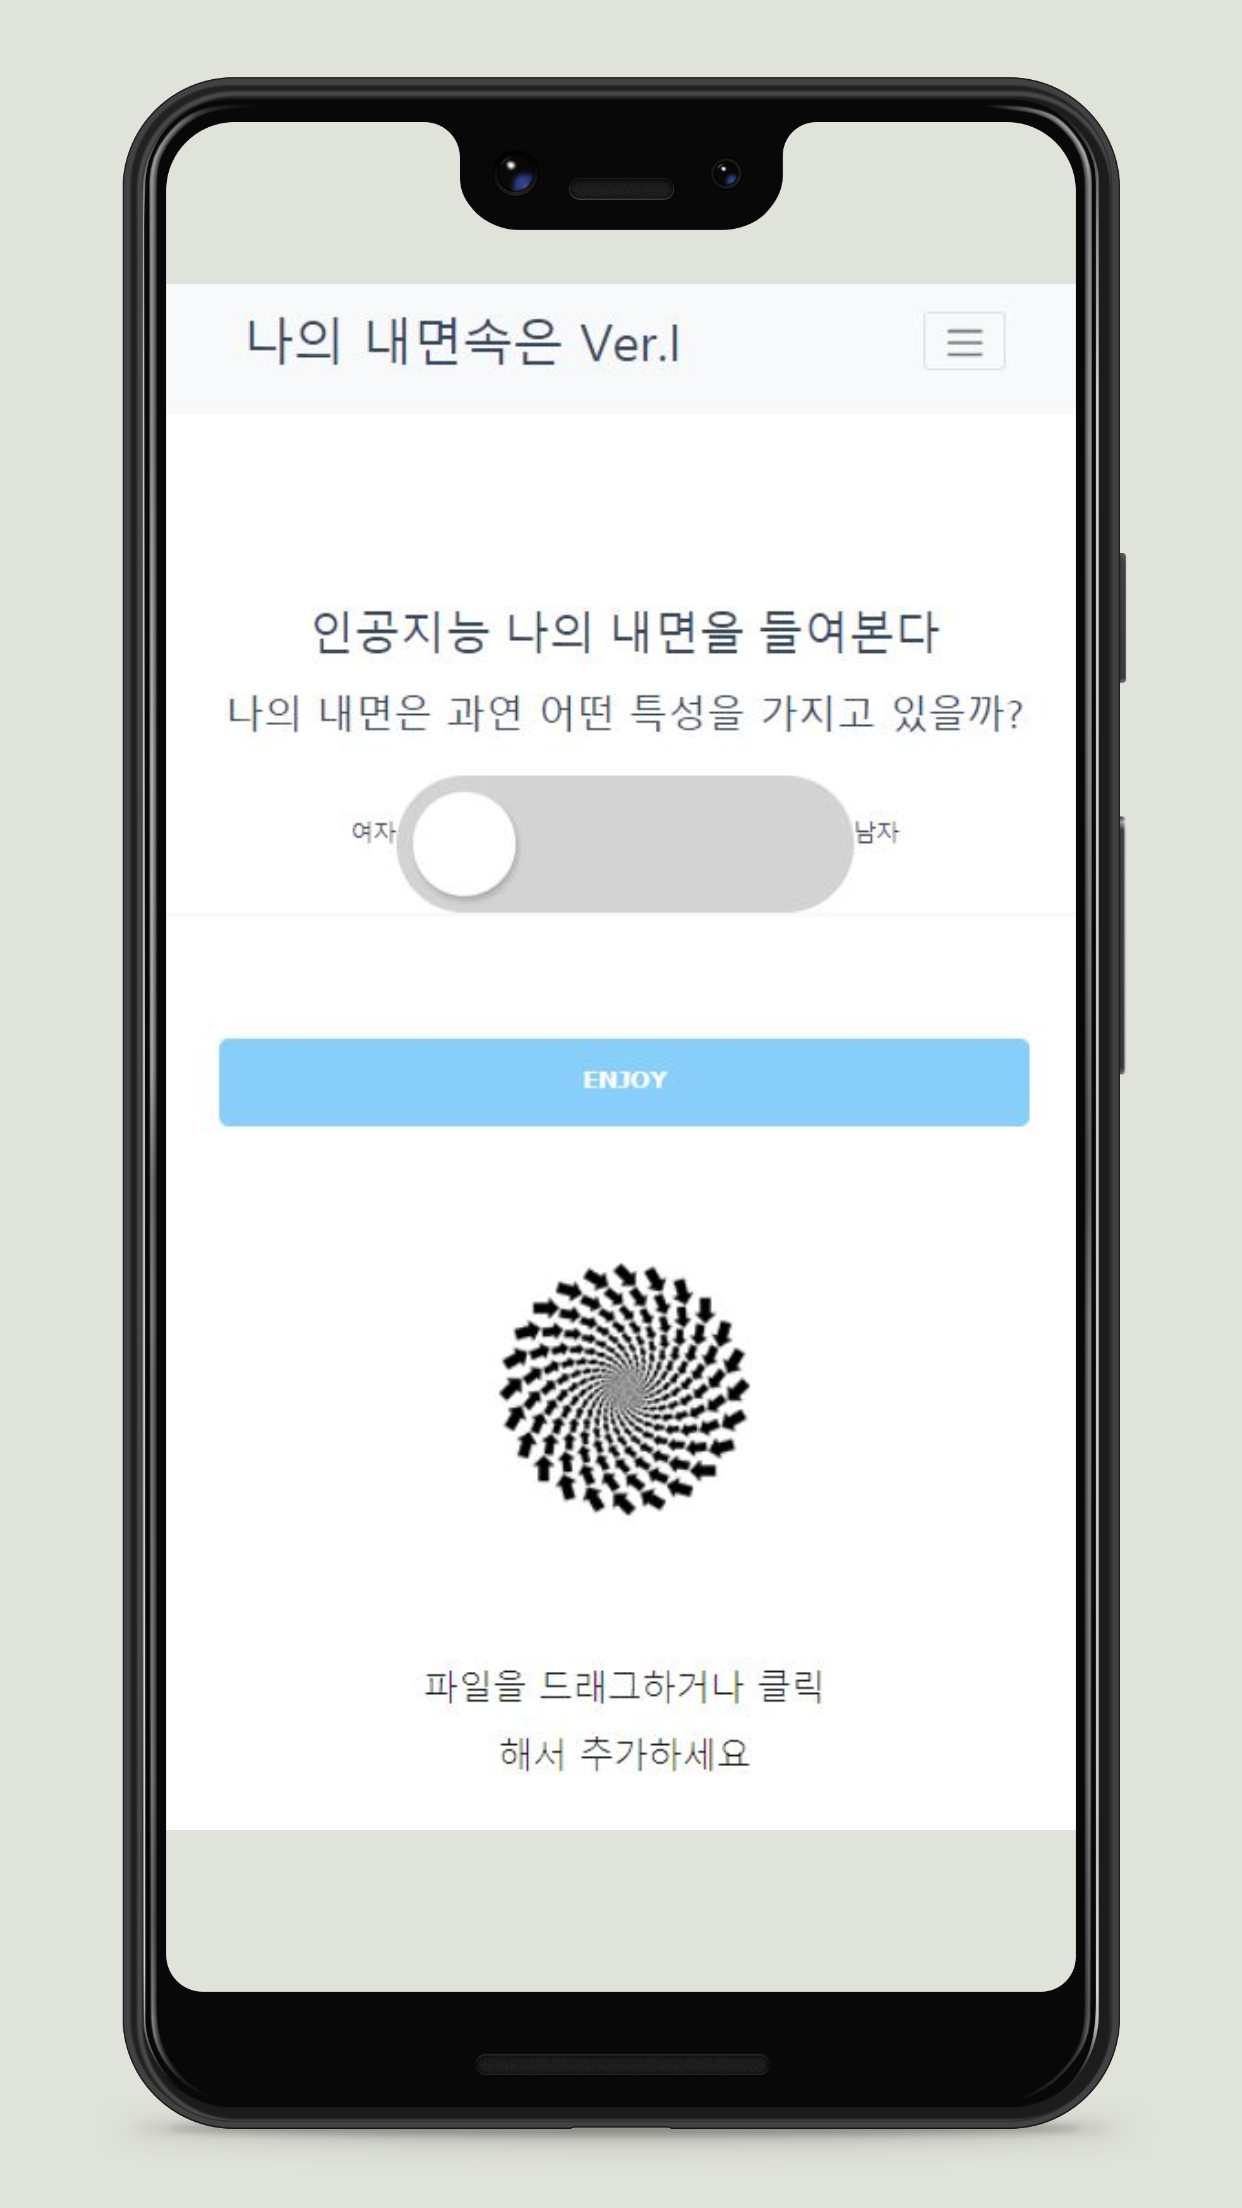 나의 내면속은 Ver.I
인공지능 나의 내면을 들여본다
나의 내면은 과연 어떤 특성을 가지고 있을까?
여자 남자
ENJOY
파일을 드래그하거나 클릭
해서 추가하세요